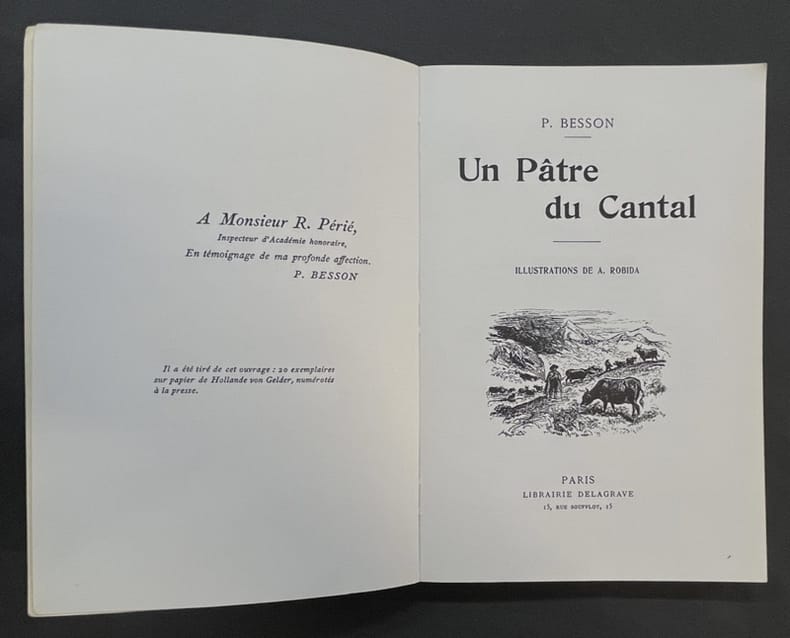 A Monsieur R. Périé,
Inspecteur d'Académie honoraire,
En témoignage de ma profonde affection.
P. BESSON
Il a été tiré de cet ouvrage : 20 exemplaires
sur papier de Hollande von Gelder, numérotés
à la presse.
P. BESSON
Un Pâtre
du Cantal
ILLUSTRATIONS DE A. ROBIDA
PARIS
LIBRAIRIE DELAGRAVE
15, RUE SOUFFLOT, 15